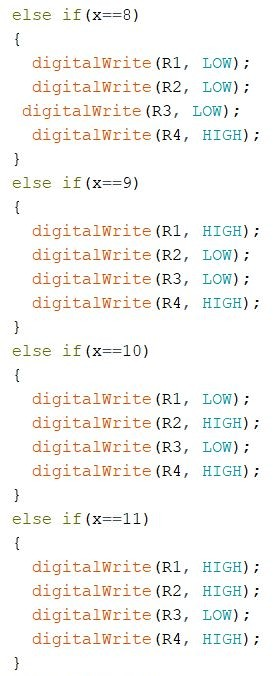 else if(x==8)
{
  digitalWrite(R1, LOW);
  digitalWrite(R2, LOW);
 digitalWrite(R3, LOW);
  digitalWrite(R4, HIGH);
}
else if(x==9)
{
  digitalWrite(R1, HIGH);
  digitalWrite(R2, LOW);
  digitalWrite(R3, LOW);
  digitalWrite(R4, HIGH);
}
else if(x==10)
{
  digitalWrite(R1, LOW);
  digitalWrite(R2, HIGH);
  digitalWrite(R3, LOW);
  digitalWrite(R4, HIGH);
}
else if(x==11)
{
  digitalWrite(R1, HIGH);
  digitalWrite(R2, HIGH);
  digitalWrite(R3, LOW);
  digitalWrite(R4, HIGH);
}